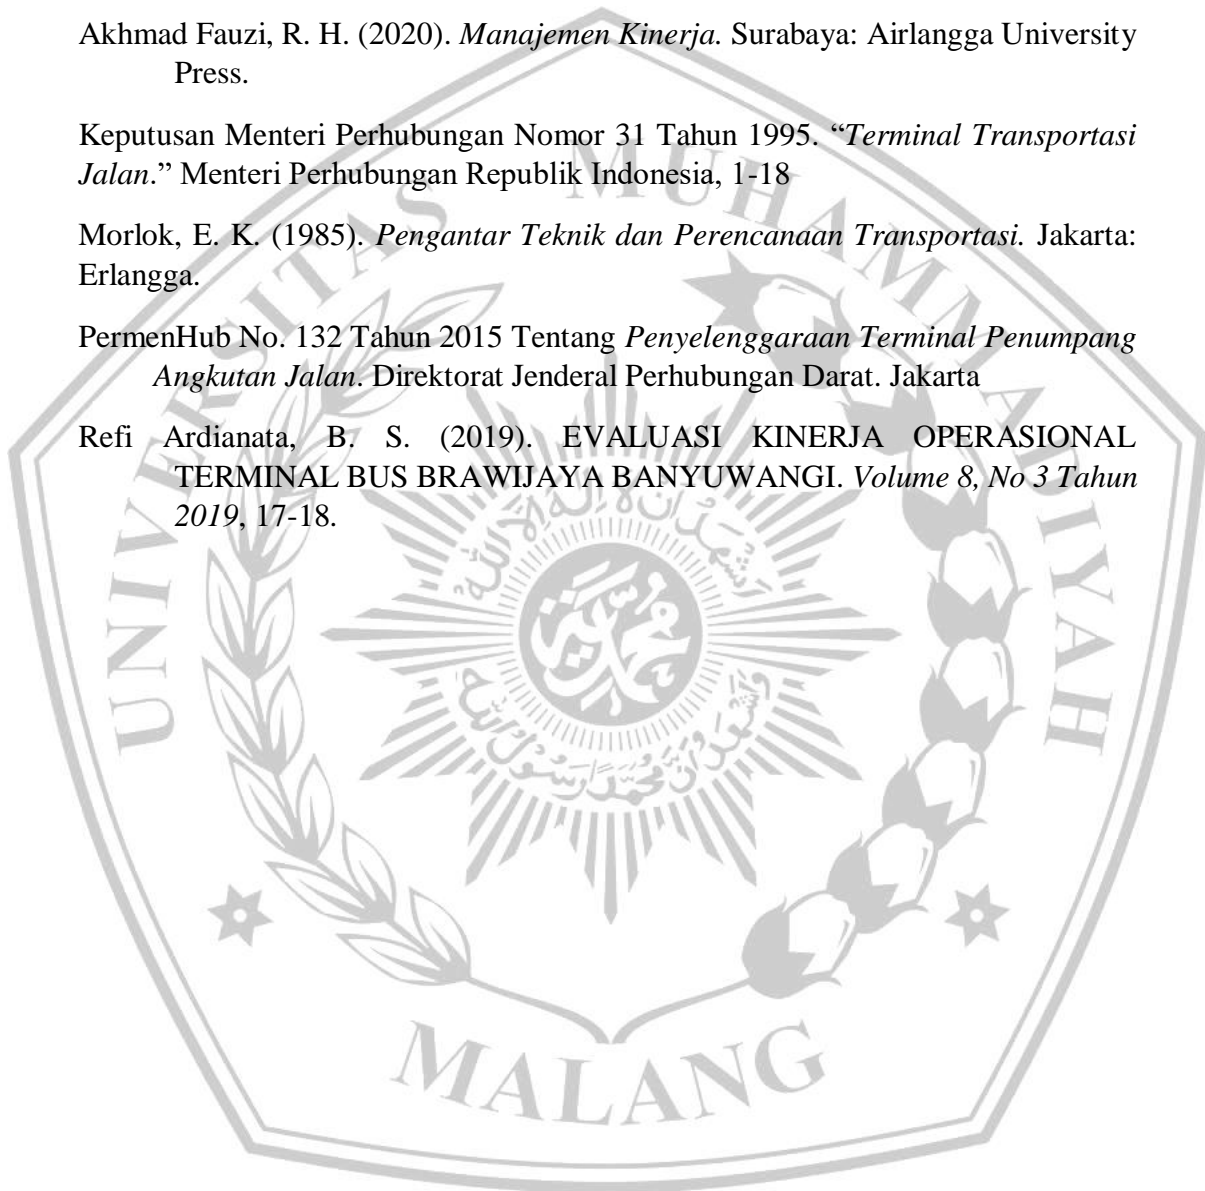 Akhmad Fauzi, R. H. (2020). Manajemen Kinerja. Surabaya: Airlangga University
Press.
Keputusan Menteri Perhubungan Nomor 31 Tahun 1995. “Terminal Transportasi
Jalan.” Menteri Perhubungan Republik Indonesia, 1-18
Morlok, E. K. (1985). Pengantar Teknik dan Perencanaan Transportasi. Jakarta:
Erlangga.
PermenHub No. 132 Tahun 2015 Tentang Penyelenggaraan Terminal Penumpang
Angkutan Jalan. Direktorat Jenderal Perhubungan Darat. Jakarta
Refi Ardianata, B. S. (2019). EVALUASI KINERJA OPERASIONAL
TERMINAL BUS BRAWIJAYA BANYUWANGI. Volume 8, No 3 Tahun
2019, 17-18.
UNIVERSITAS MUHAMMADIYAH
MALANG